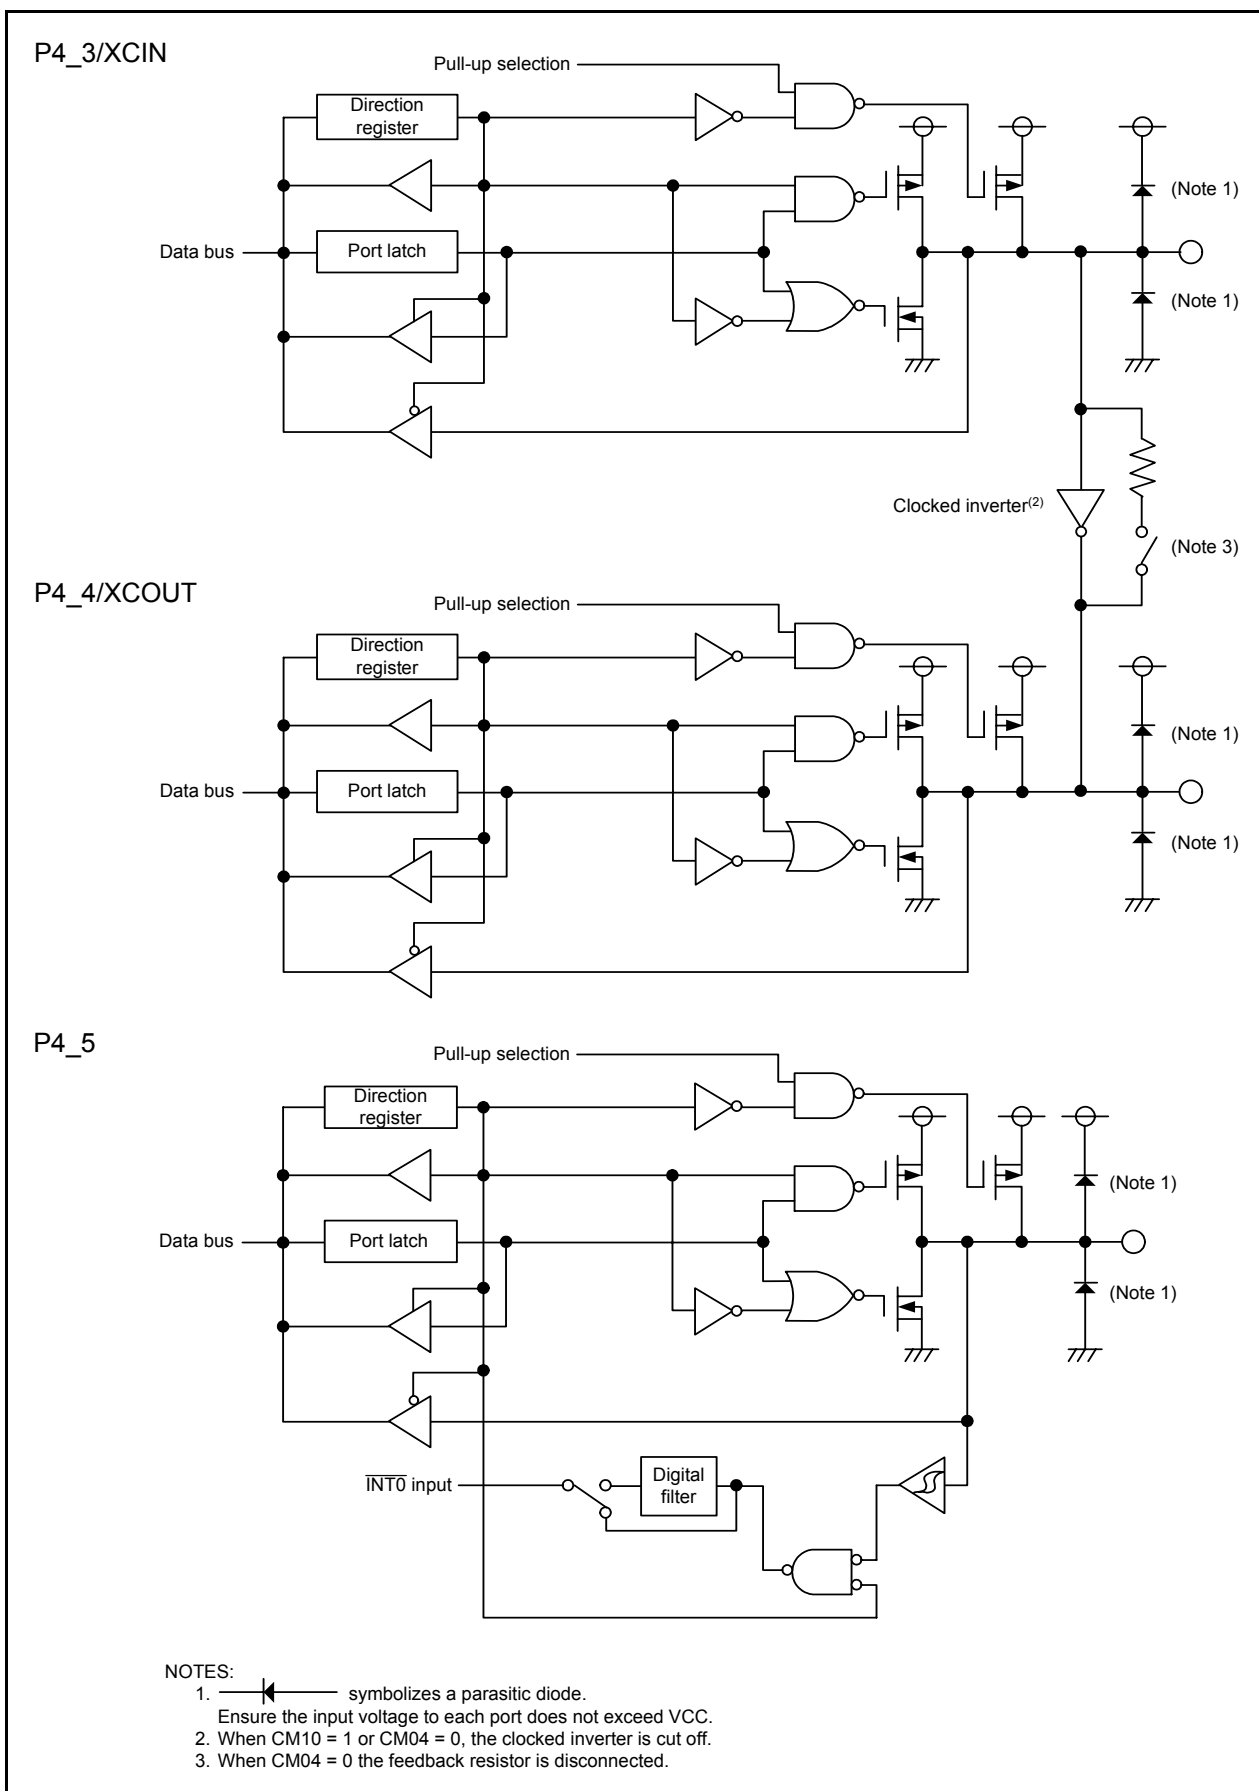 P4_3/XCIN
Pull-up selection
Direction
register
(Note 1)
Data bus
Port latch
(Note 1)
Clocked inverter(2)
(Note 3)
P4_4/XCOUT
Pull-up selection
Direction
register
(Note 1)
Data bus
Port latch
(Note 1)
P4_5
Pull-up selection
Direction
register
(Note 1)
Data bus
Port latch
(Note 1)
INT0 input
Digital
filter
NOTES:
1. symbolizes a parasitic diode.
Ensure the input voltage to each port does not exceed VCC.
2. When CM10 = 1 or CM04 = 0, the clocked inverter is cut off.
3. When CM04 = 0 the feedback resistor is disconnected.